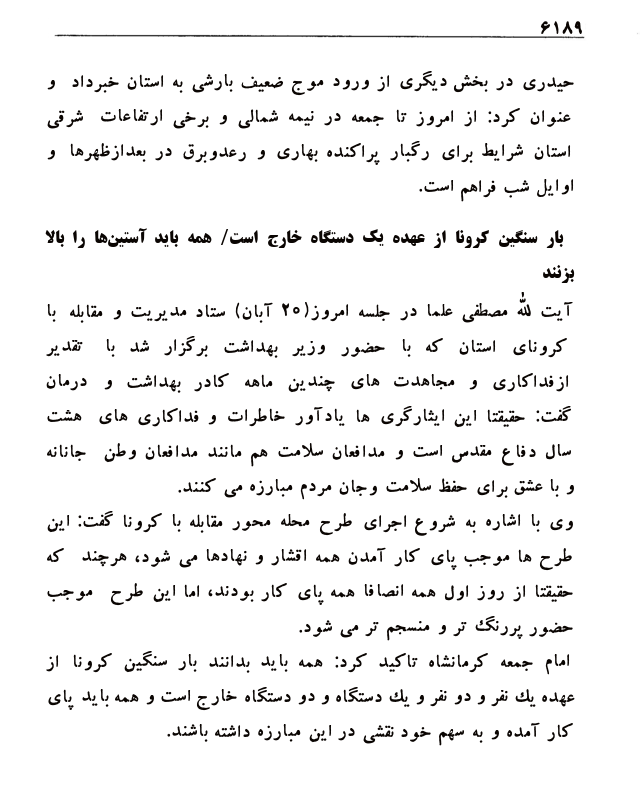 ۶۱۸۹
حیدری در بخش دیگری از ورود موج ضعیف بارشی به استان خبرداد و
عنوان کرد: از امروز تا جمعه در نیمه شمالی و برخی ارتفاعات شرقی
استان شرایط برای رگبار پراکنده بهاری و رعدوبرق در بعدازظهرها و
اوایل شب فراهم است.
بار سنگین کرونا از عهده یک دستگاه خارج است/ همه باید آستین‌ها را بالا
بزنند
آیت الله مصطفی علما در جلسه امروز(۲۵ آبان) ستاد مدیریت و مقابله با
کرونای استان که با حضور وزیر بهداشت برگزار شد با تقدیر
ازفداکاری و مجاهدت های چندین ماهه کادر بهداشت و درمان
گفت: حقیقتا این ایثارگری ها یادآور خاطرات و فداکاری های هشت
سال دفاع مقدس است و مدافعان سلامت هم مانند مدافعان وطن جانانه
و با عشق برای حفظ سلامت وجان مردم مبارزه می کنند.
وی با اشاره به شروع اجرای طرح محله محور مقابله با کرونا گفت: این
طرح ها موجب پای کار آمدن همه اقشار و نهادها می شود، هرچند که
حقیقتا از روز اول همه انصافا همه پای کار بودند، اما این طرح موجب
حضور پررنگ تر و منسجم تر می شود.
امام جمعه کرمانشاه تاکید کرد: همه باید بدانند بار سنگین کرونا از
عهده یك نفر و دو نفر و یك دستگاه و دو دستگاه خارج است و همه باید پای
کار آمده و به سهم خود نقشی در این مبارزه داشته باشند.